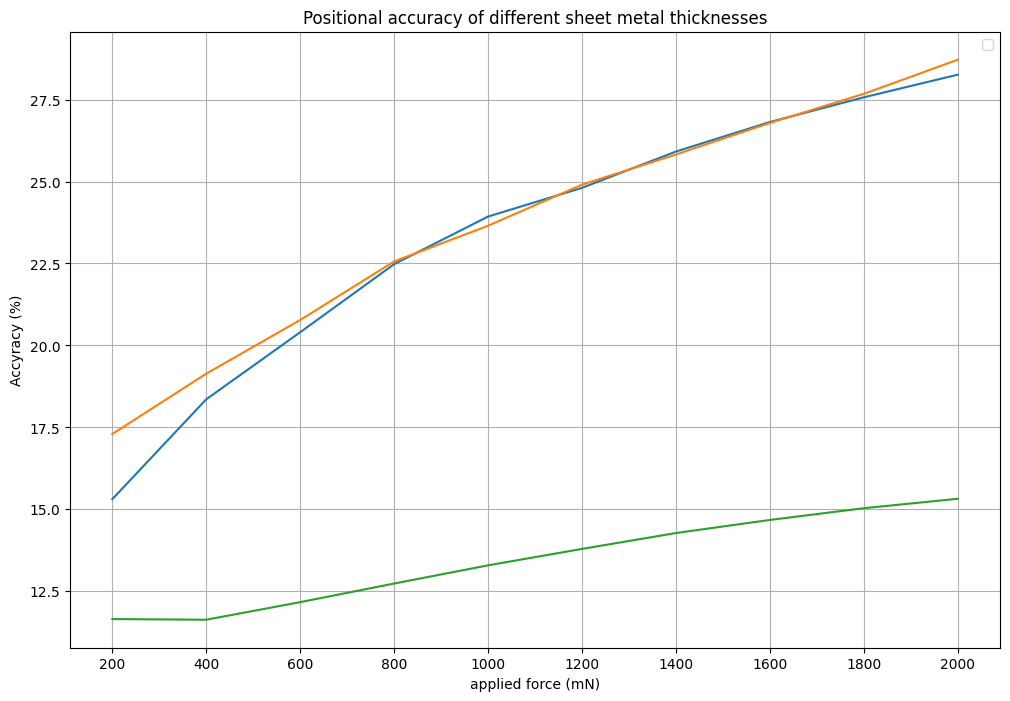 Positional accuracy of different sheet metal thicknesses
Accyracy (%)
27.5
25.0
22.5
20.0
17.5
15.0
12.5
200 400 600 800 1000 1200 1400 1600 1800 2000
applied force (mN)